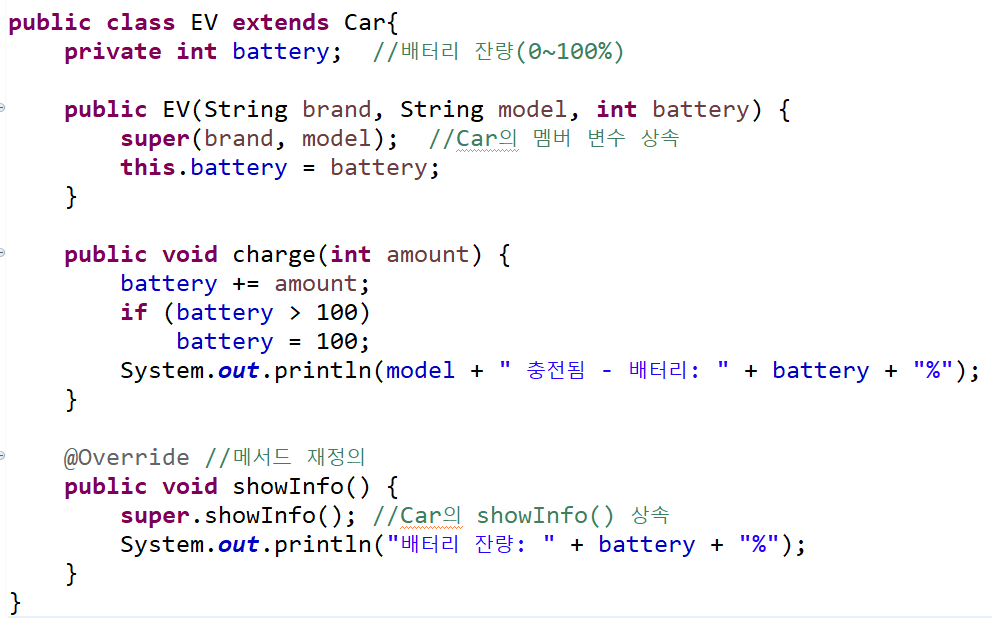 public class EV extends Car{
private int battery;  //배터리 잔량(0~100%)
public EV(String brand, String model, int battery) {
super(brand, model);  //Car의 멤버 변수 상속
this.battery = battery;
}
public void charge(int amount) {
battery += amount;
if (battery > 100)
battery = 100;
System.out.println(model + " 충전됨 - 배터리: " + battery + "%");
}
@Override //메서드 재정의
public void showInfo() {
super.showInfo(); //Car의 showInfo() 상속
System.out.println("배터리 잔량: " + battery + "%");
}
}